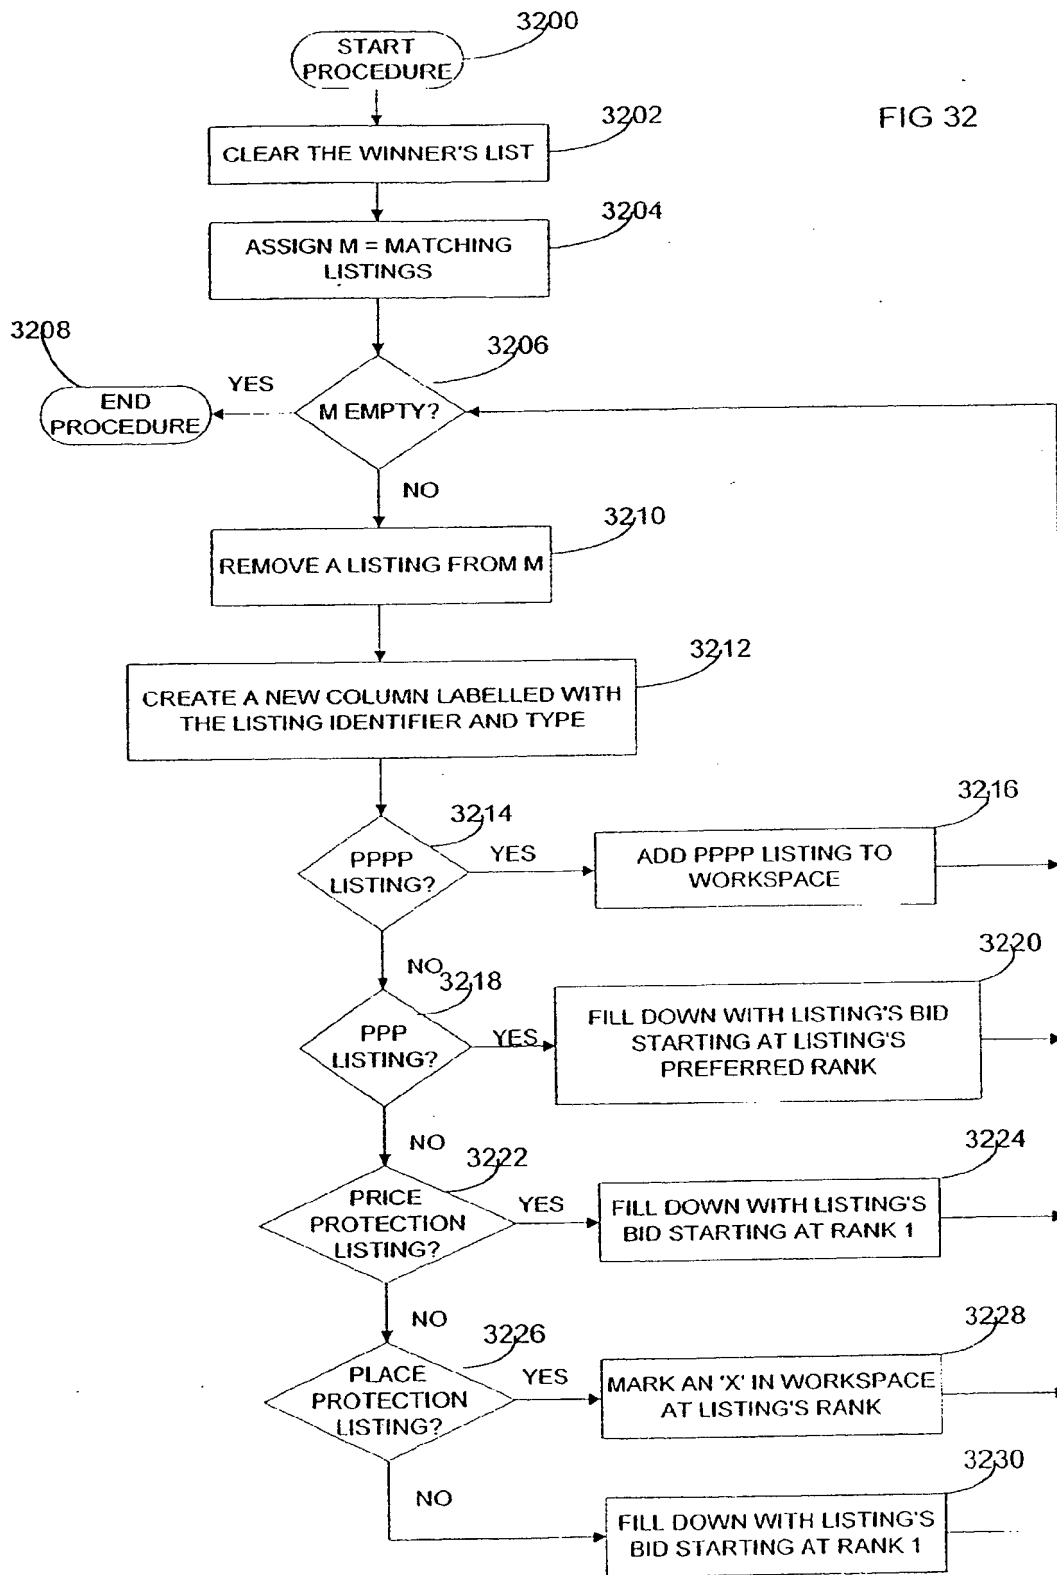 3200
START
PROCEDURE
FIG 32
3202
CLEAR THE WINNER'S LIST
3204
ASSIGN M = MATCHING
LISTINGS
3208
3206
YES
END
PROCEDURE
M EMPTY?
NO
3210
REMOVE A LISTING FROM M
3212
CREATE A NEW COLUMN LABELLED WITH
THE LISTING IDENTIFIER AND TYPE
3214
3216
PPPP
LISTING?
YES
ADD PPPP LISTING TO
WORKSPACE
NO
3218
3220
PPP
LISTING?
YES
FILL DOWN WITH LISTING'S BID
STARTING AT LISTING'S
PREFERRED RANK
NO
3222
3224
PRICE
PROTECTION
LISTING?
YES
FILL DOWN WITH LISTING'S
BID STARTING AT RANK 1
NO
3226
3228
PLACE
PROTECTION
LISTING?
YES
MARK AN 'X' IN WORKSPACE
AT LISTING'S RANK
NO
3230
FILL DOWN WITH LISTING'S
BID STARTING AT RANK 1